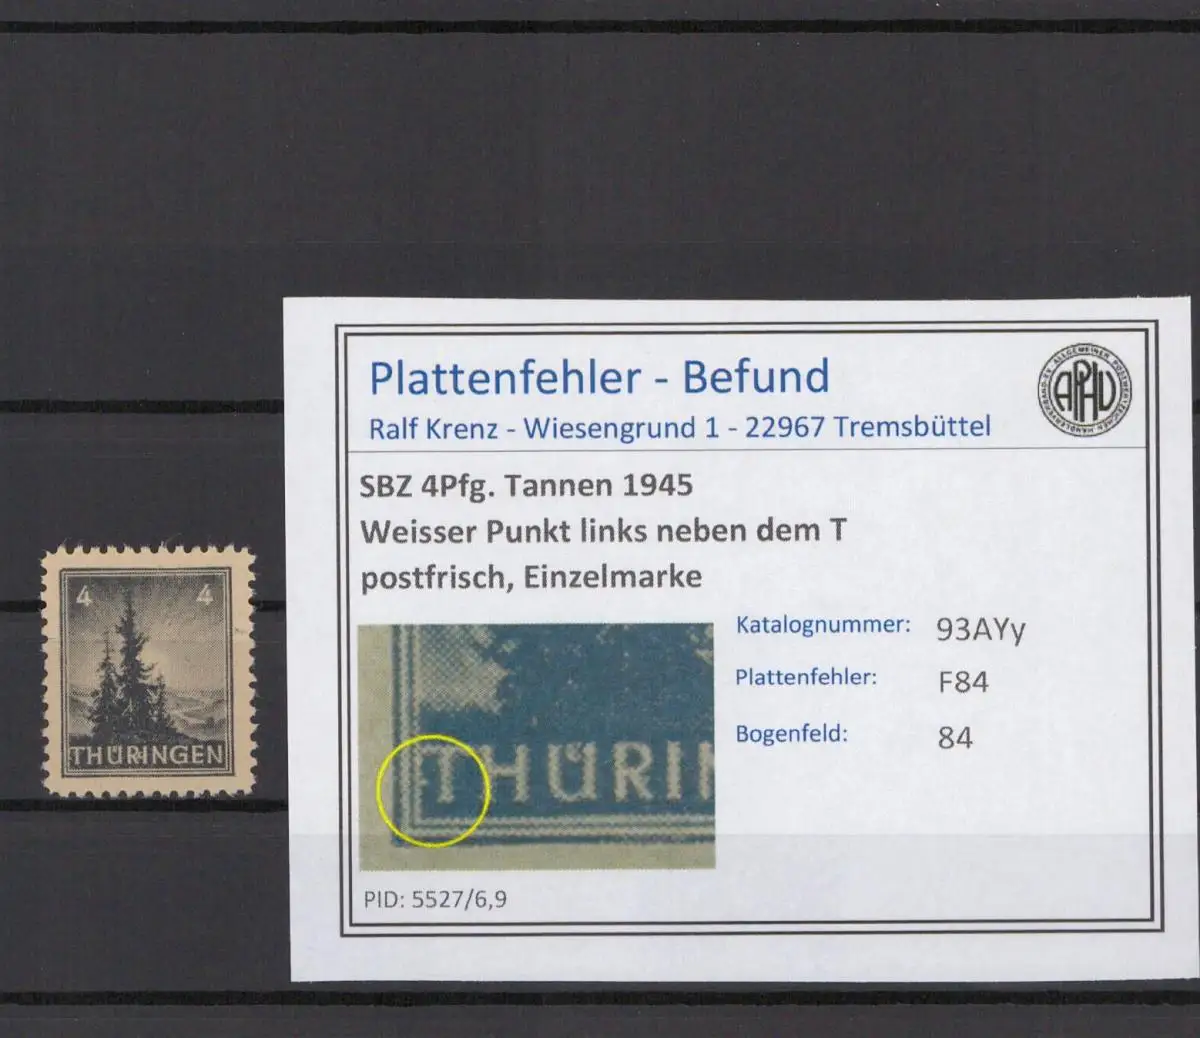 4 4
THÜRINGEN
Plattenfehler - Befund
Ralf Krenz - Wiesengrund 1 - 22967 Tremsbüttel
APHV
SBZ 4Pfg. Tannen 1945
Weisser Punkt links neben dem T
postfrisch, Einzelmarke
THÜRIN
Katalognummer: 93AYy
Plattenfehler: F84
Bogenfeld: 84
PID: 5527/6,9